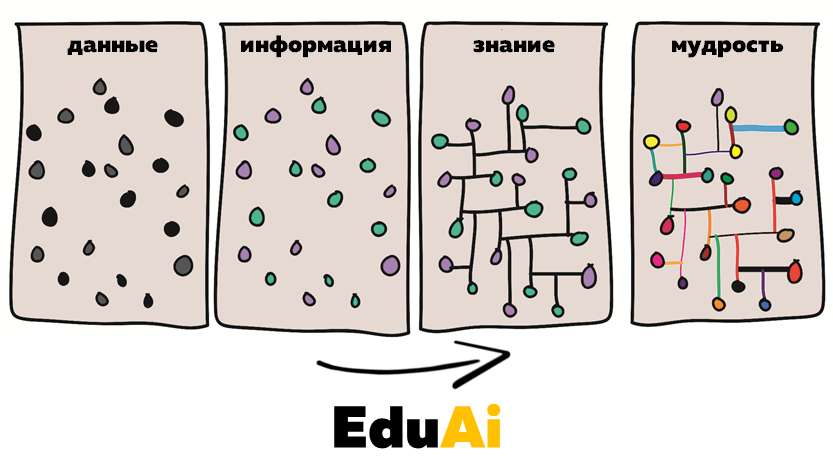 данные
информация
знание
мудрость
EduAi